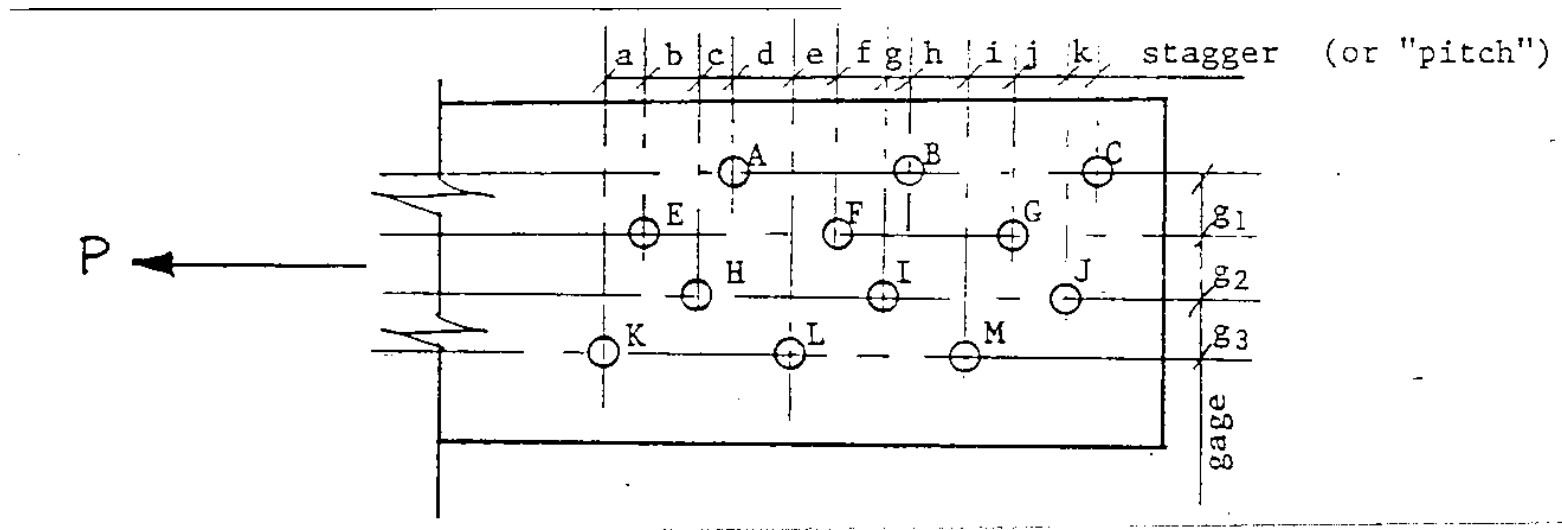 a b c d e f g h i j k stagger (or "pitch")
A B C
E F G g1
P
H I J g2
K L M g3
gage